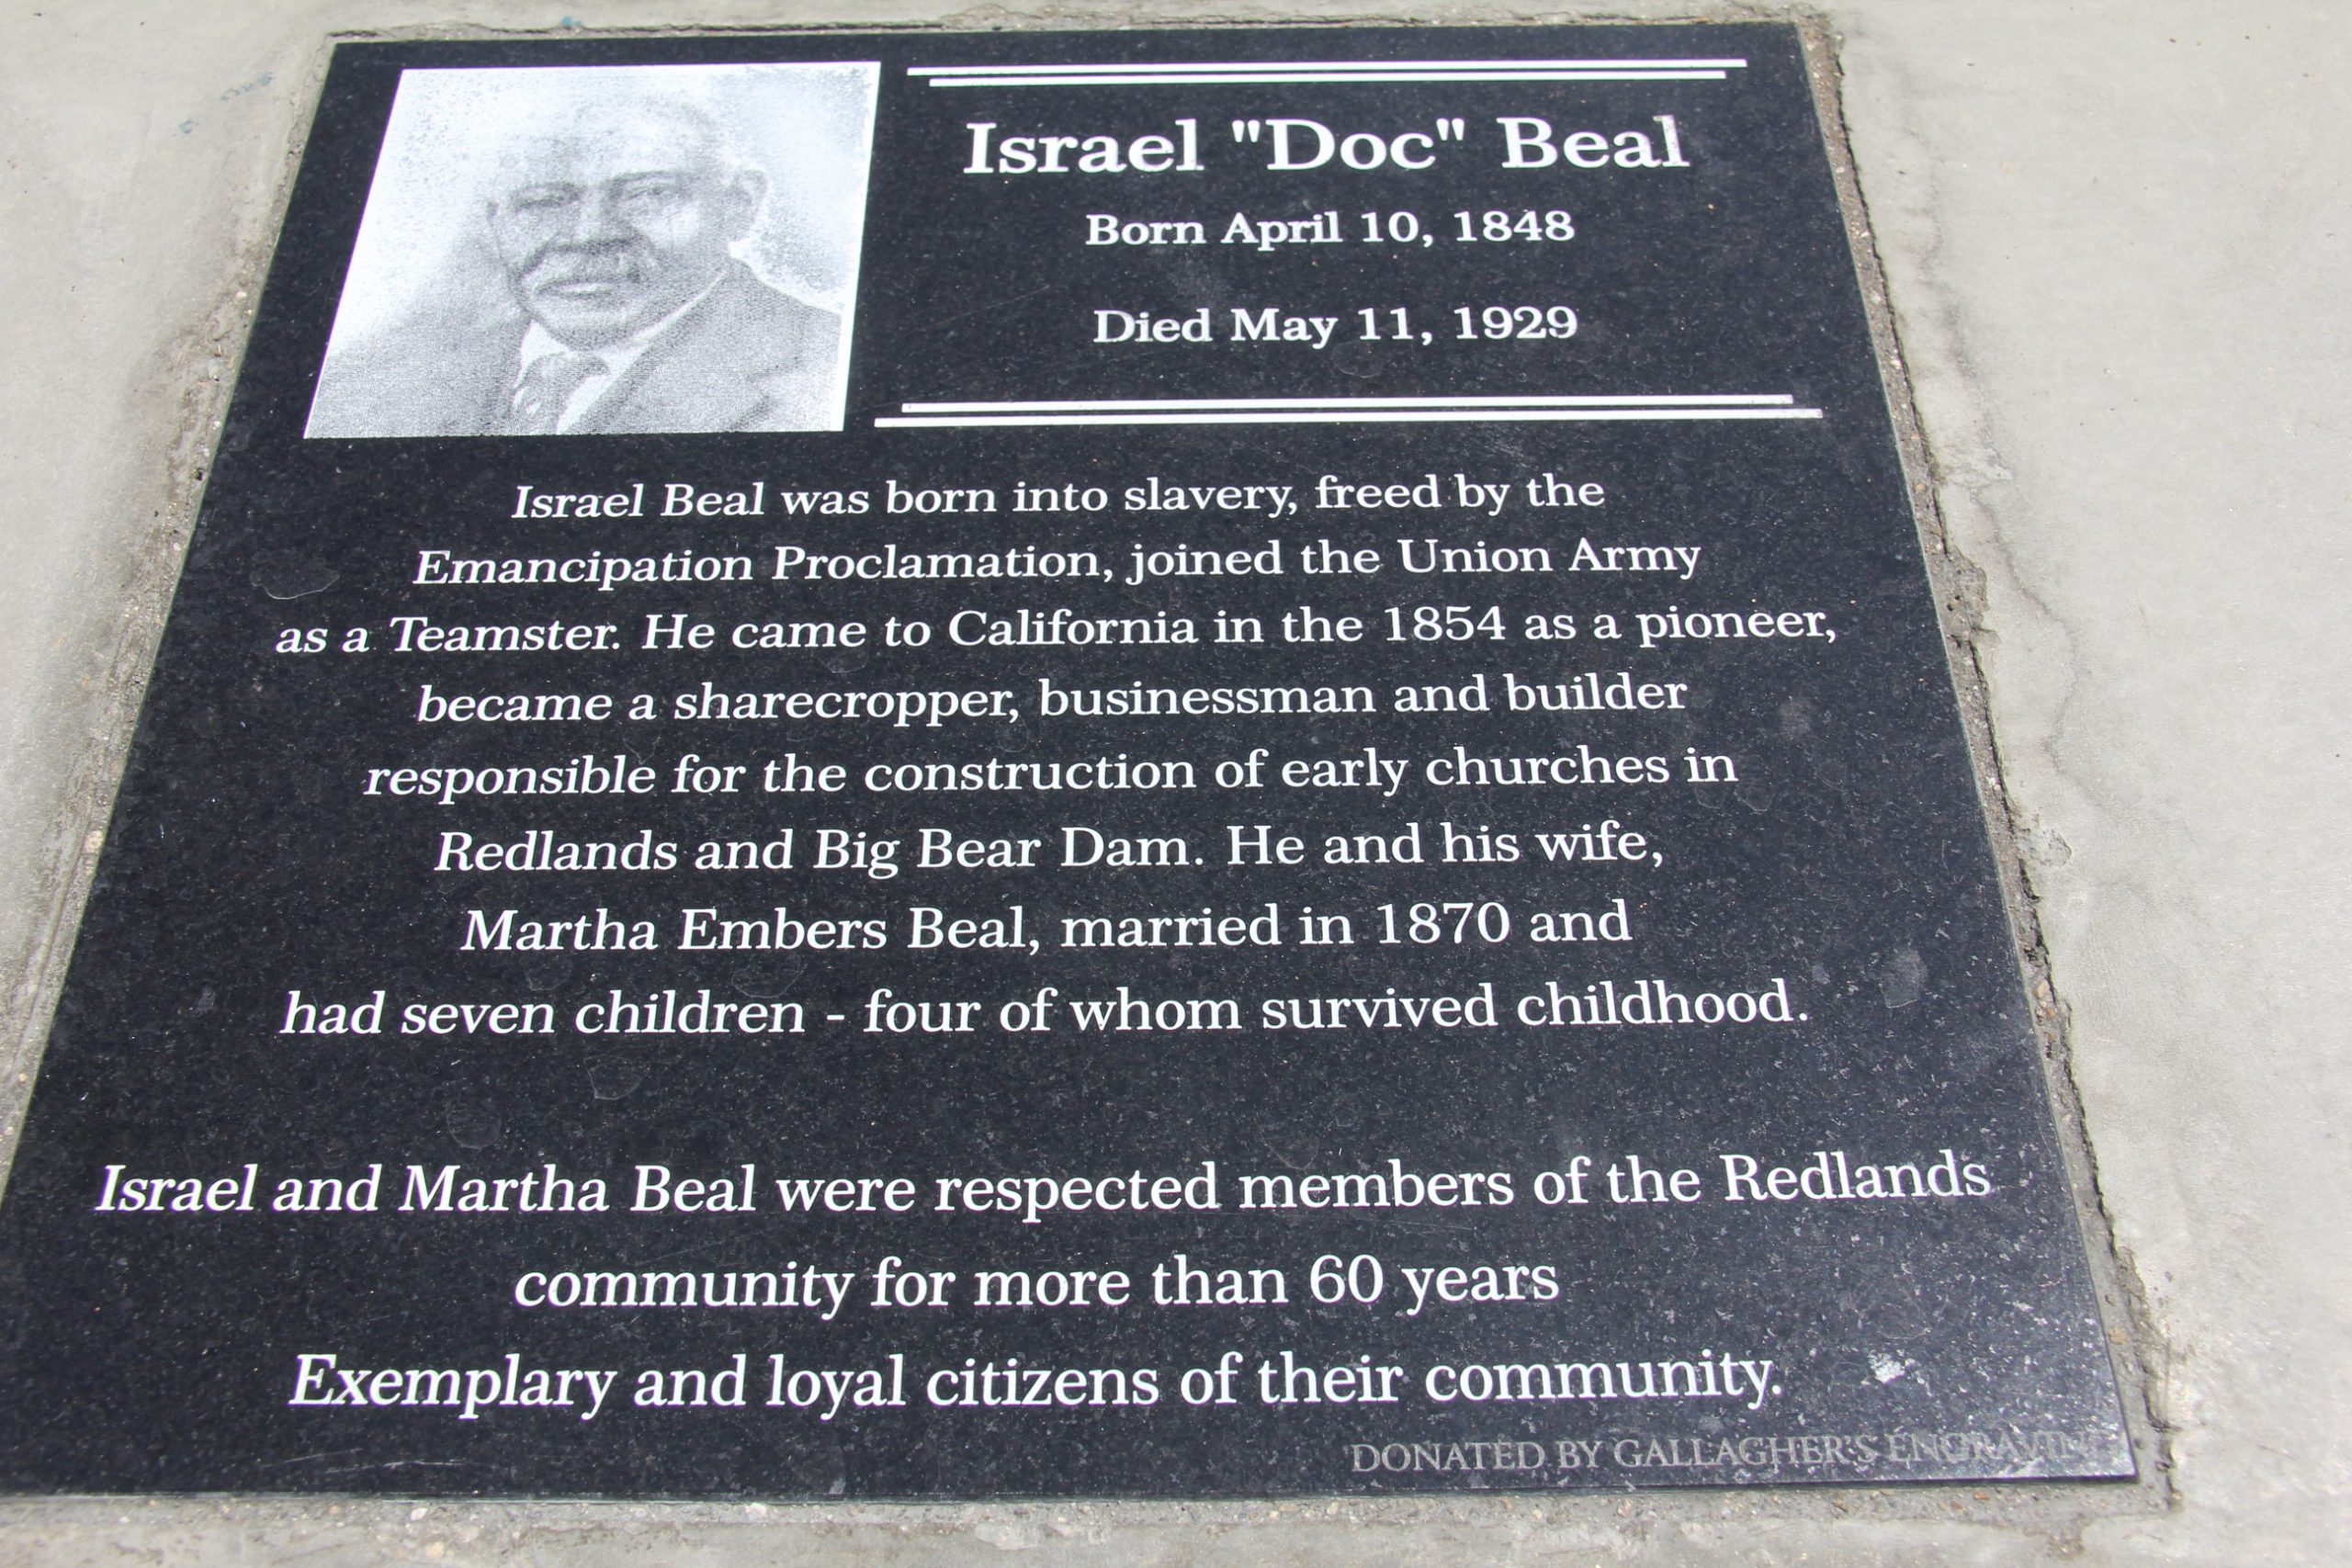 Israel "Doc" Beal
Born April 10, 1848
Died May 11, 1929
Israel Beal was born into slavery, freed by the
Emancipation Proclamation, joined the Union Army
as a Teamster. He came to California in the 1854 as a pioneer,
became a sharecropper, businessman and builder
responsible for the construction of early churches in
Redlands and Big Bear Dam. He and his wife,
Martha Embers Beal, married in 1870 and
had seven children - four of whom survived childhood.
Israel and Martha Beal were respected members of the Redlands
community for more than 60 years
Exemplary and loyal citizens of their community.
DONATED BY GALLAGHER'S ENGRAVING